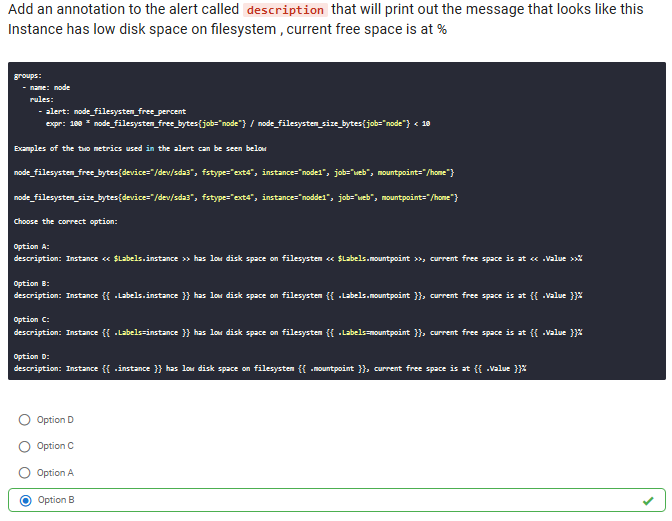 Add an annotation to the alert called description that will print out the message that looks like this
Instance has low disk space on filesystem , current free space is at %
groups:
- name: node
rules:
- alert: node_filesystem_free_percent
expr: 100 * node_filesystem_free_bytes{job="node"} / node_filesystem_size_bytes{job="node"} < 10
Examples of the two metrics used in the alert can be seen below
node_filesystem_free_bytes{device="/dev/sda3", fstype="ext4", instance="node1", job="web", mountpoint="/home"}
node_filesystem_size_bytes{device="/dev/sda3", fstype="ext4", instance="nodde1", job="web", mountpoint="/home"}
Choose the correct option:
Option A:
description: Instance << $Labels.instance >> has low disk space on filesystem << $Labels.mountpoint >>, current free space is at << .Value >>%
Option B:
description: Instance {{ .Labels.instance }} has low disk space on filesystem {{ .Labels.mountpoint }}, current free space is at {{ .Value }}%
Option C:
description: Instance {{ .Labels=instance }} has low disk space on filesystem {{ .Labels=mountpoint }}, current free space is at {{ .Value }}%
Option D:
description: Instance {{ .instance }} has low disk space on filesystem {{ .mountpoint }}, current free space is at {{ .Value }}%
Option D
Option C
Option A
Option B